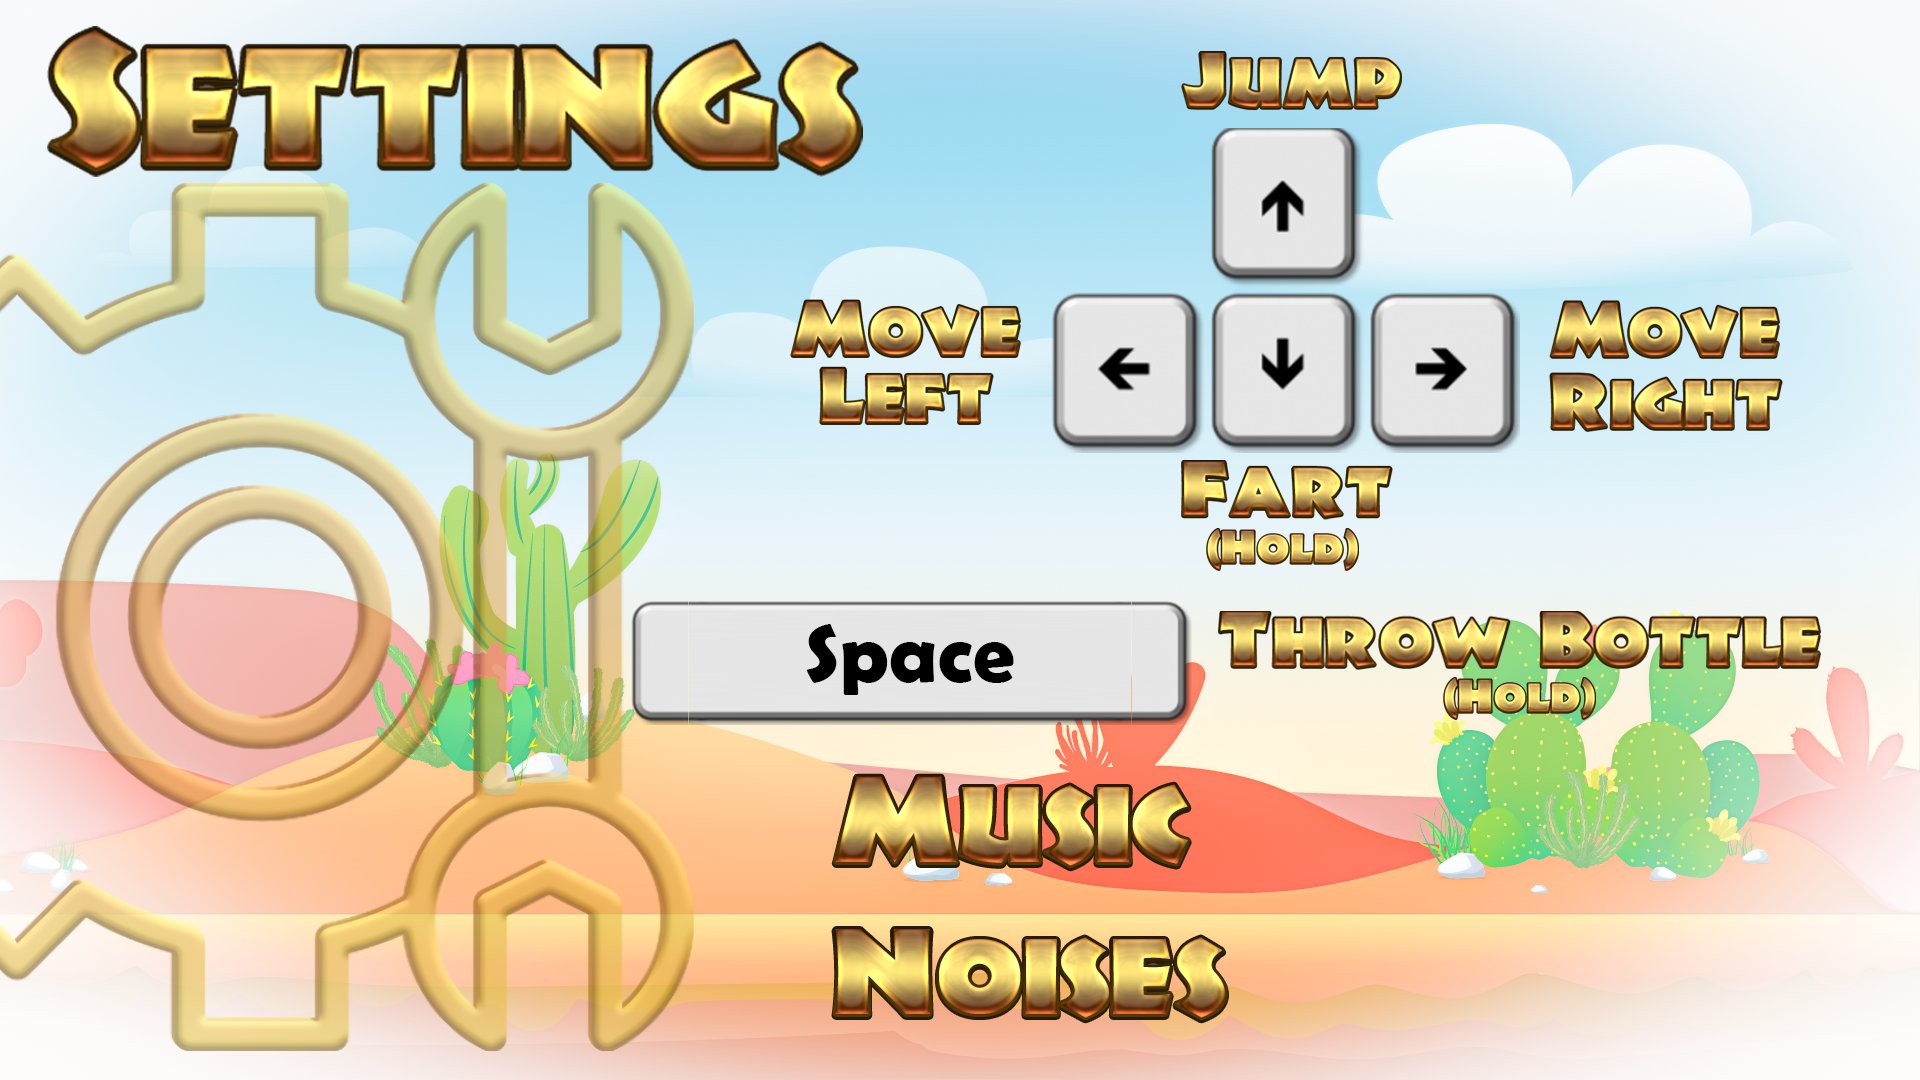 Settings
Jump
↑
Move
Left
← ↓ →
Move
Right
Fart
(Hold)
Space
Throw Bottle
(Hold)
Music
Noises